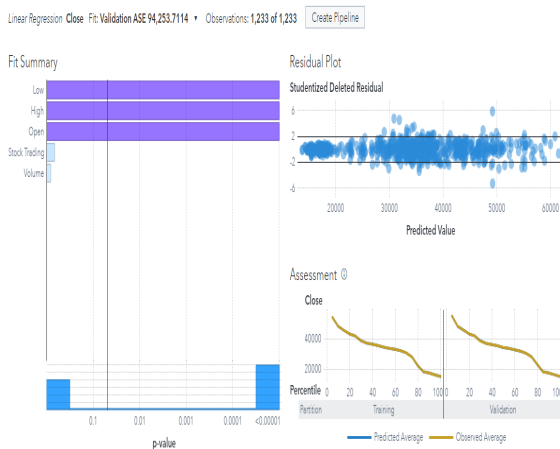 Linear Regression Close Fit: Validation ASE 94,253.7114 ▾ Observations: 1,233 of 1,233 Create Pipeline
Fit Summary
Low
High
Open
Stock Trading
Volume
0.1 0.01 0.001 0.0001 <0.00001
p-value
Residual Plot
Studentized Deleted Residual
6
2
-2
-6
20000 30000 40000 50000 60000
Predicted Value
Assessment
Close
40000
20000
Percentile 0 20 40 60 80 100 0 20 40 60 80 100
Partition Training Validation
Predicted Average Observed Average